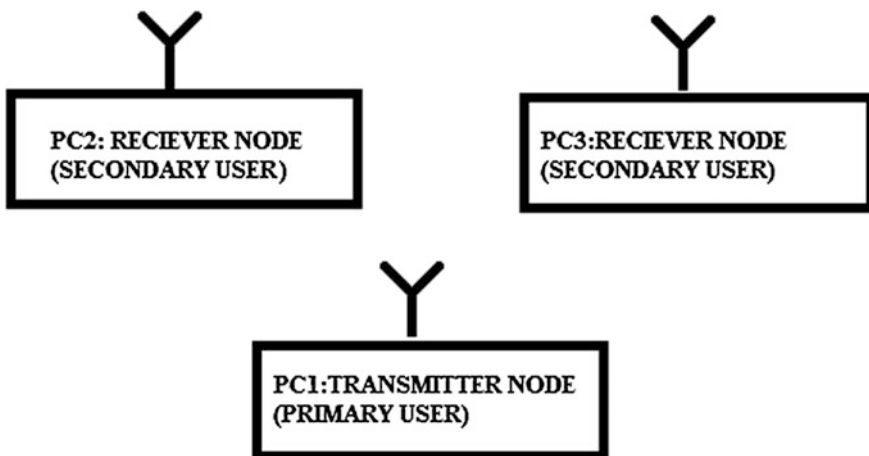 PC2: RECIEVER NODE
(SECONDARY USER)
PC3:RECIEVER NODE
(SECONDARY USER)
PC1:TRANSMITTER NODE
(PRIMARY USER)